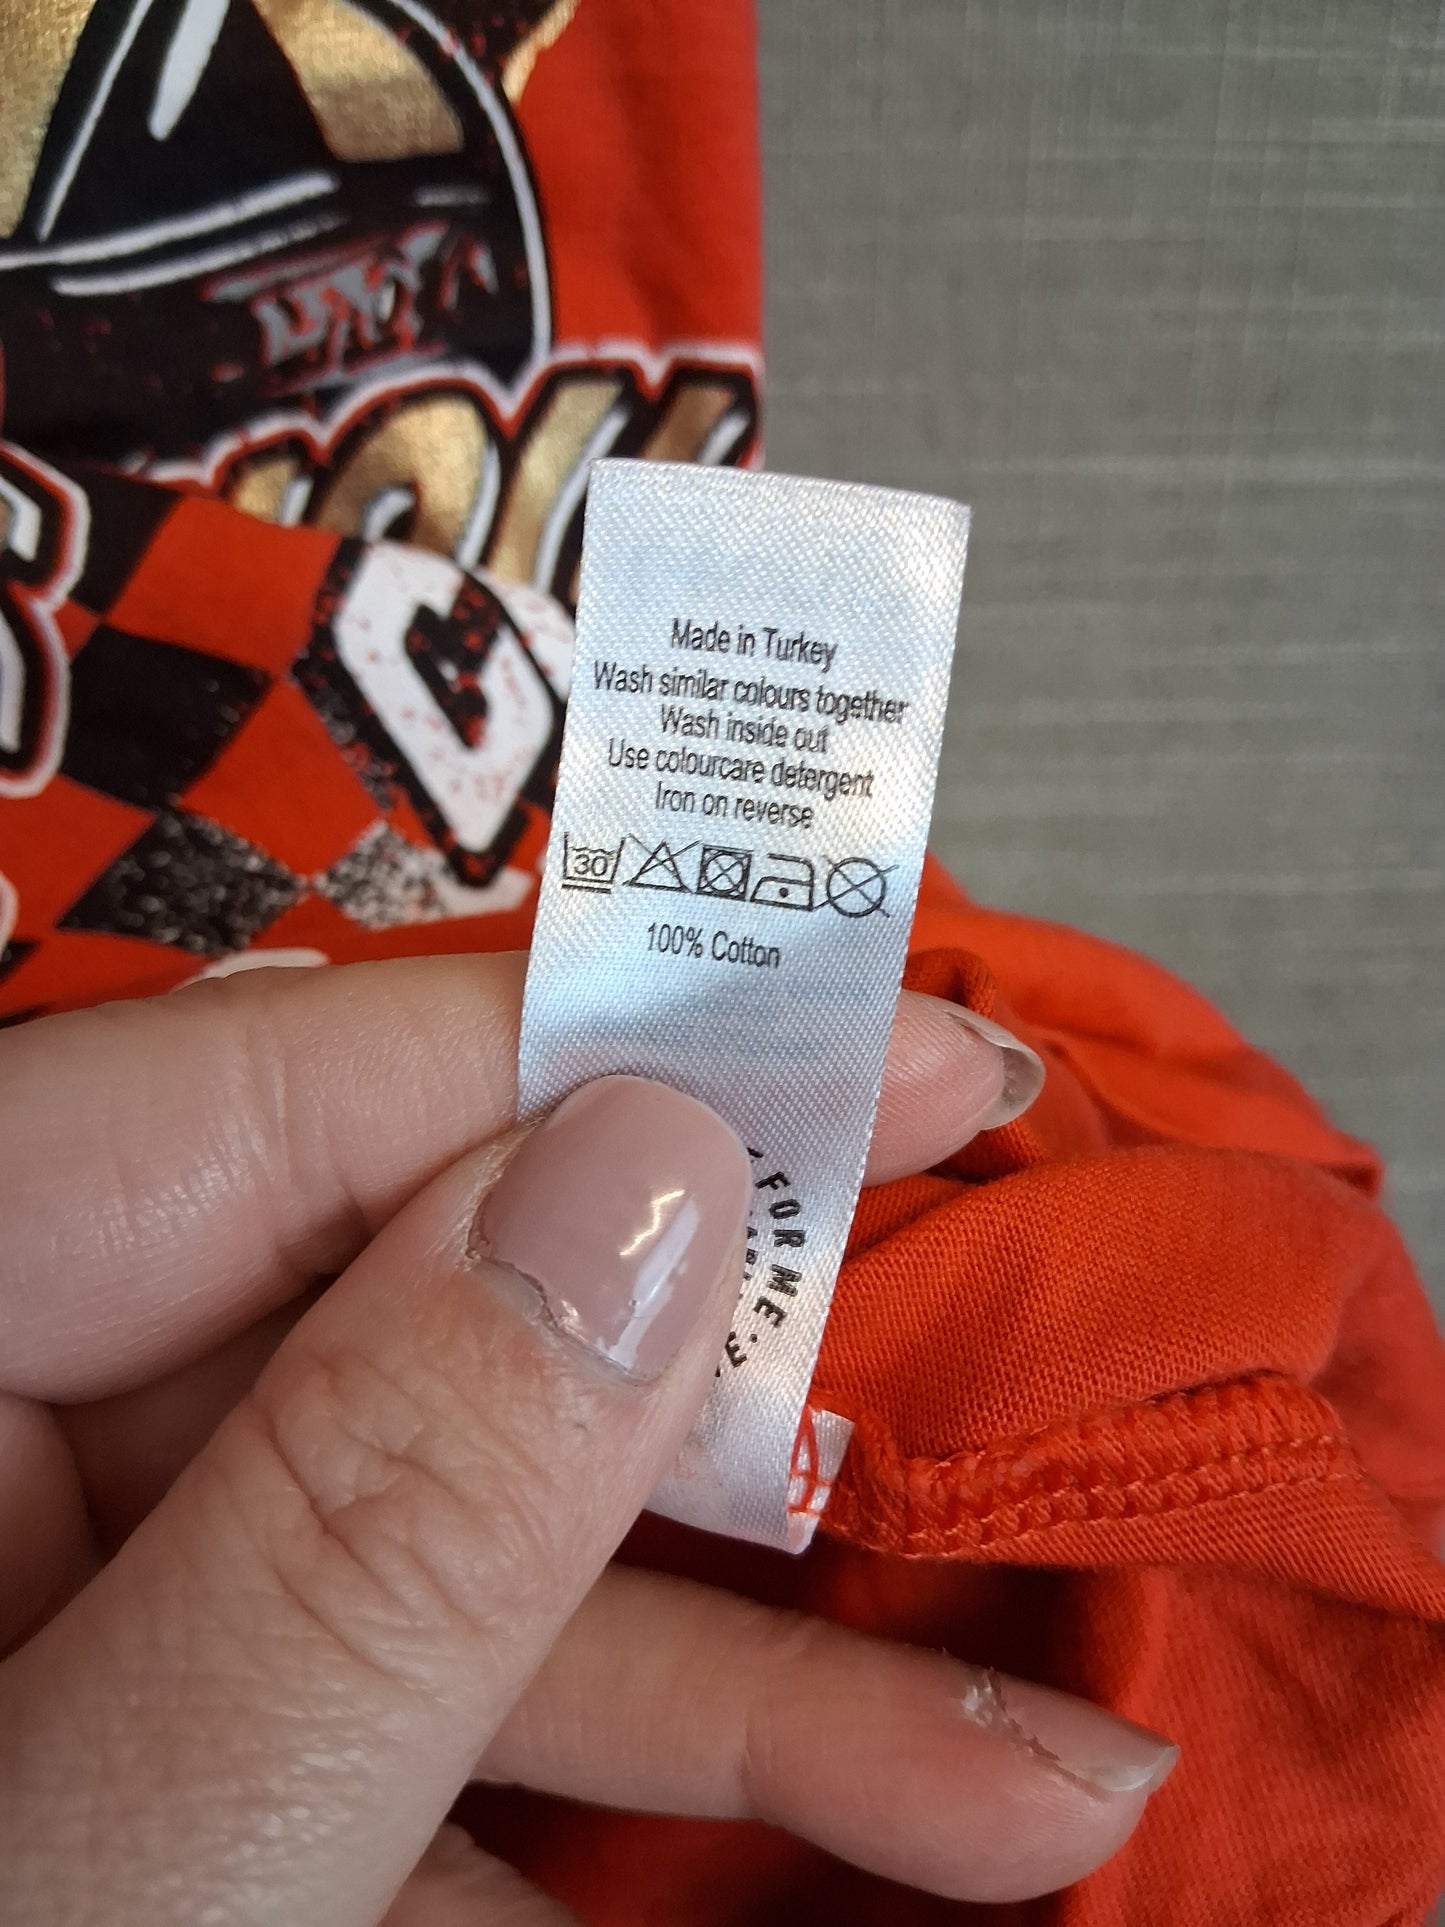 Made in Turkey
Wash similar colours together
Wash inside out
Use colourcare detergent
Iron on reverse
30
100% Cotton
FOR ME